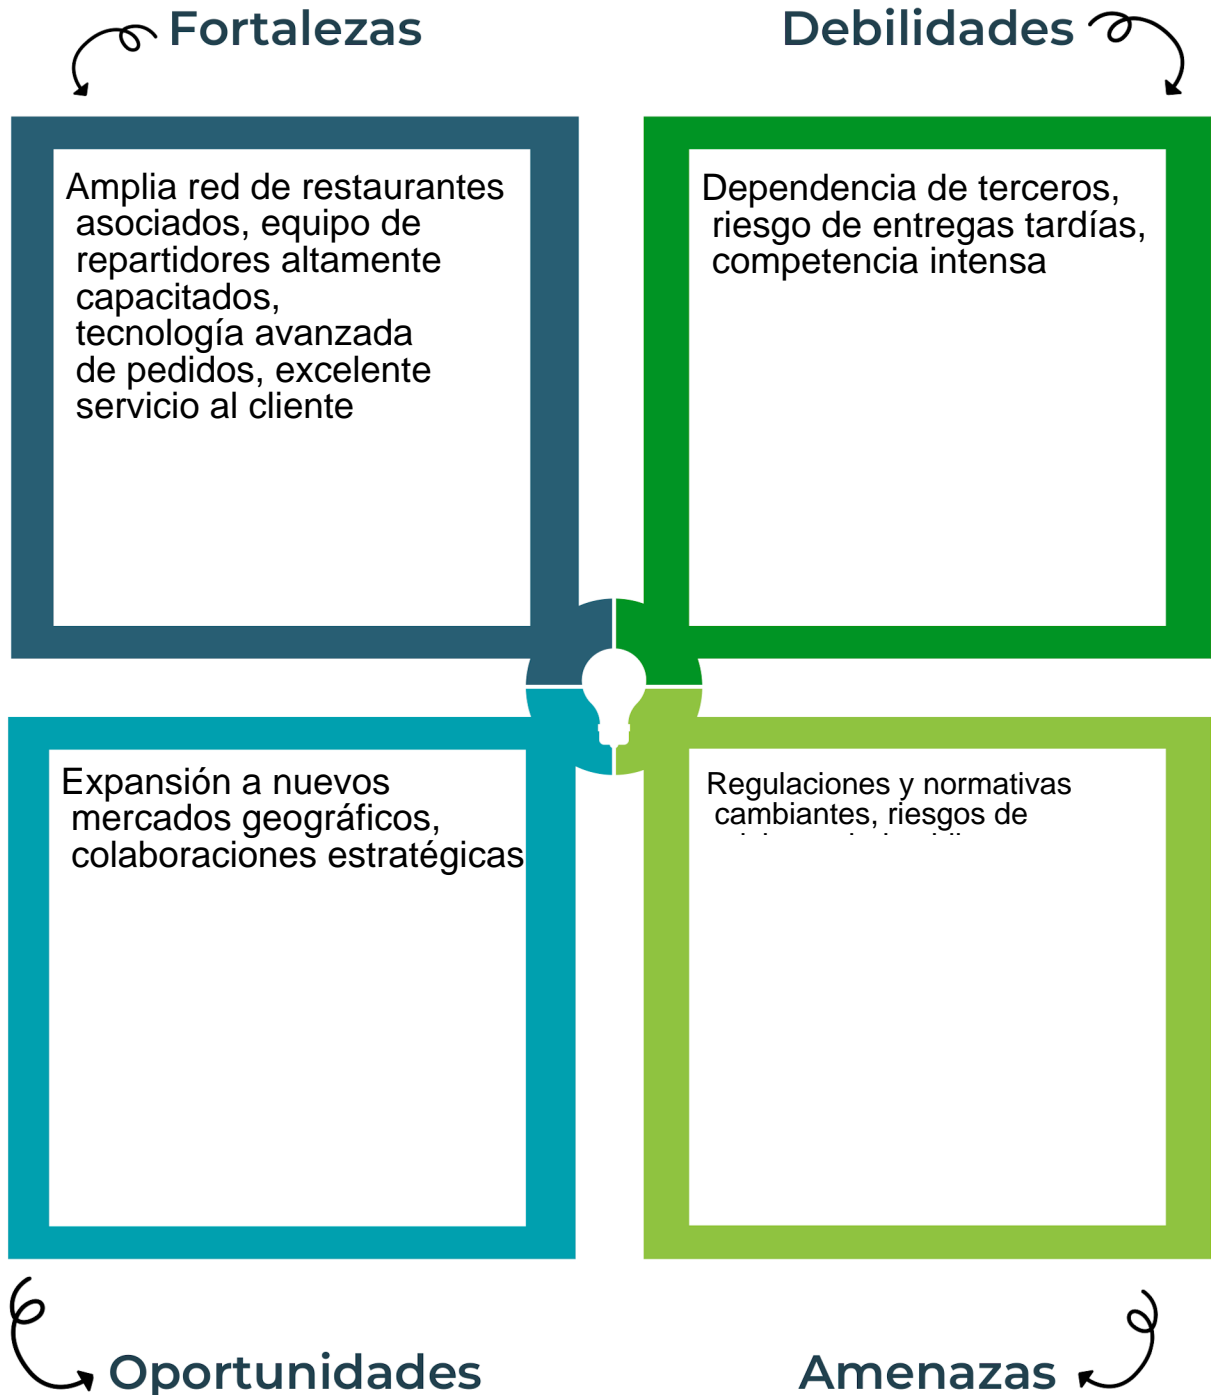 Fortalezas
Amplia red de restaurantes
asociados, equipo de
repartidores altamente
capacitados,
tecnología avanzada
de pedidos, excelente
servicio al cliente
Debilidades
Dependencia de terceros,
riesgo de entregas tardías,
competencia intensa
Expansión a nuevos
mercados geográficos,
colaboraciones estratégicas
Oportunidades
Regulaciones y normativas
cambiantes, riesgos de
Amenazas